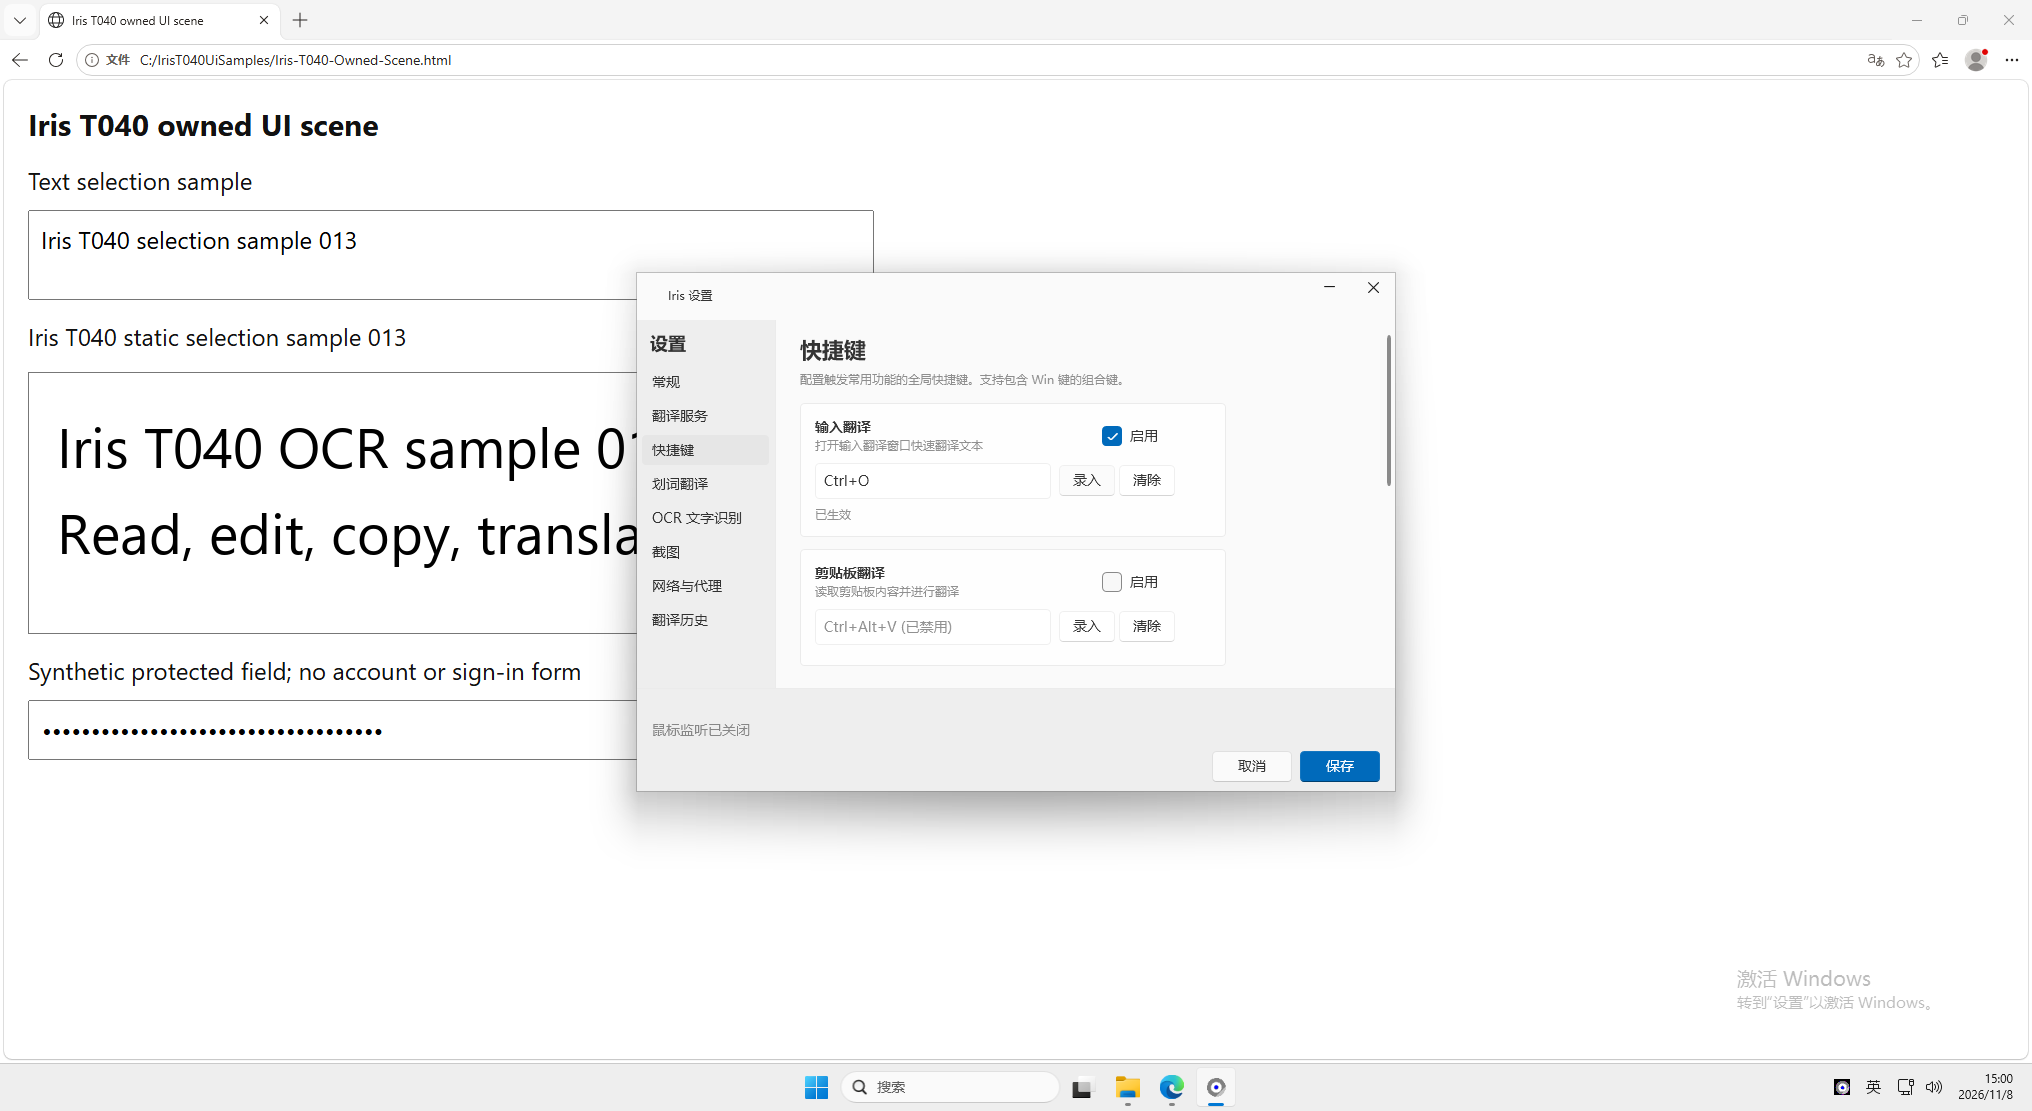 Iris T040 owned UI scene
文件 C:/IrisT040UiSamples/Iris-T040-Owned-Scene.html
Iris T040 owned UI scene
Text selection sample
Iris T040 selection sample 013
Iris T040 static selection sample 013
Iris T040 OCR sample 01
Read, edit, copy, transla
Synthetic protected field; no account or sign-in form
••••••••••••••••••••••••••••••••••••
Iris 设置
设置
常规
翻译服务
快捷键
划词翻译
OCR 文字识别
截图
网络与代理
翻译历史
快捷键
配置触发常用功能的全局快捷键。支持包含 Win 键的组合键。
输入翻译
打开输入翻译窗口快速翻译文本
启用
Ctrl+O
录入
清除
已生效
剪贴板翻译
读取剪贴板内容并进行翻译
启用
Ctrl+Alt+V (已禁用)
录入
清除
鼠标监听已关闭
取消
保存
激活 Windows
转到"设置"以激活 Windows。
搜索
英
15:00
2026/11/8